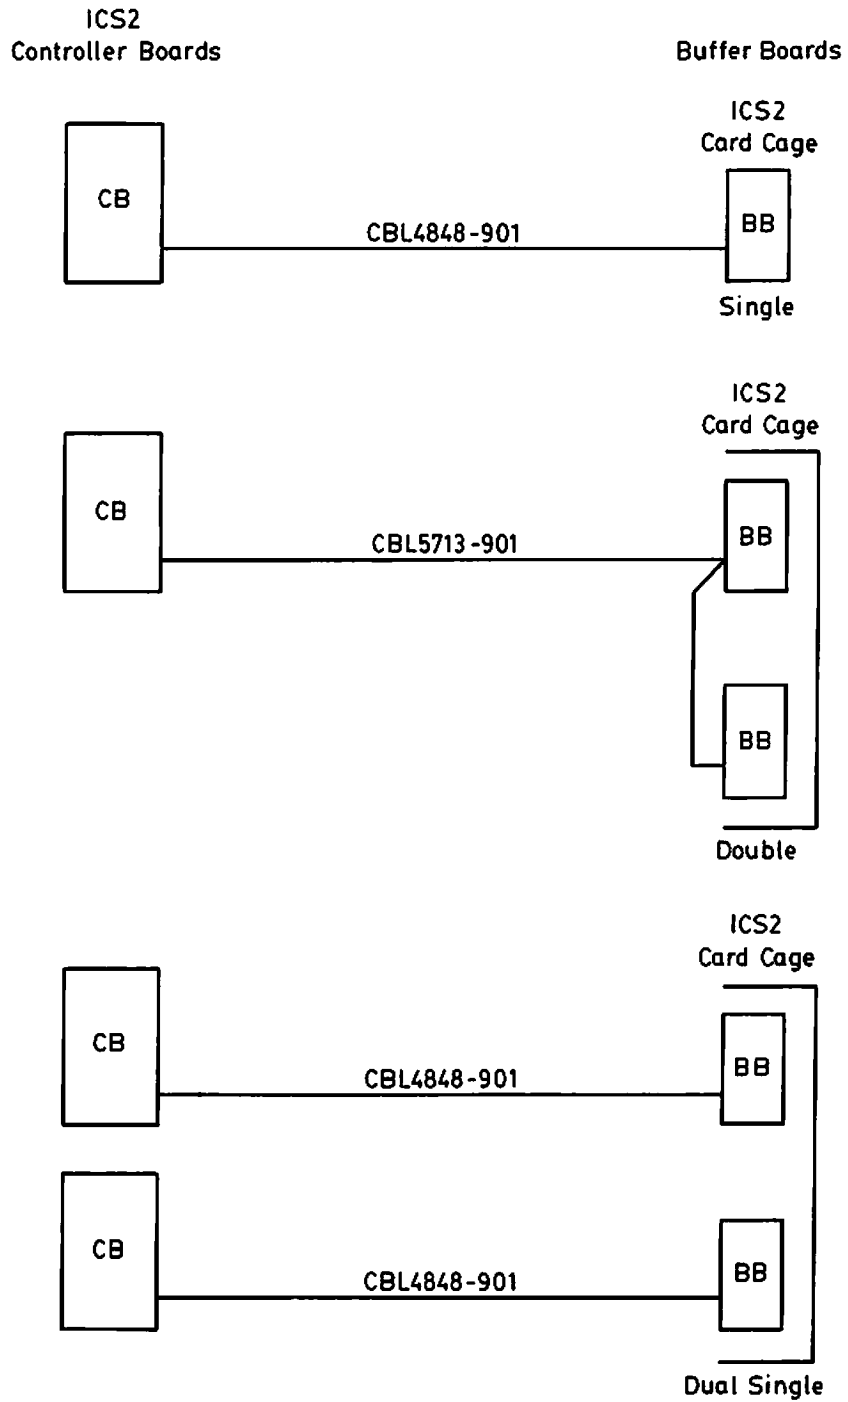 ICS2
Controller Boards
Buffer Boards
ICS2
Card Cage
CB
BB
CBL4848-901
Single
ICS2
Card Cage
CB
BB
CBL5713-901
BB
Double
ICS2
Card Cage
CB
BB
CBL4848-901
CB
BB
CBL4848-901
Dual Single